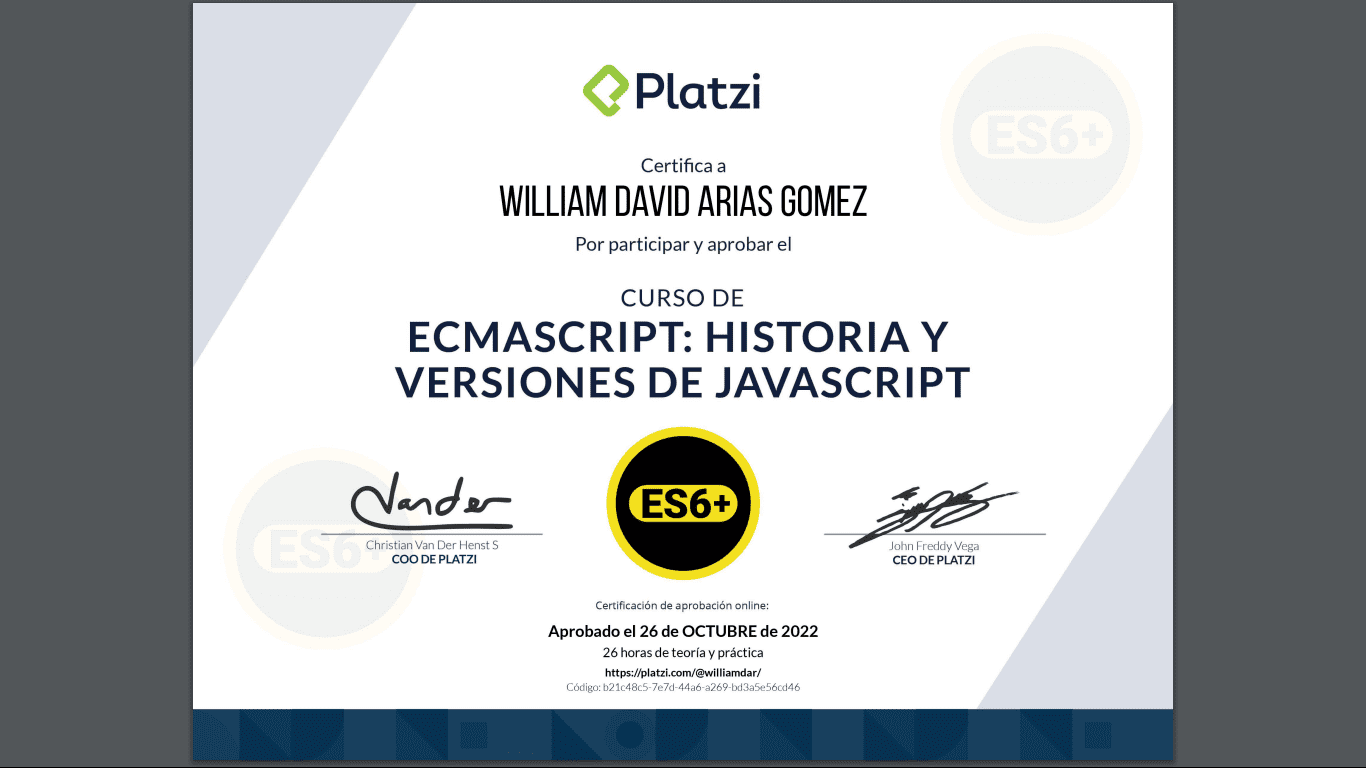 Platzi
ES6+
Certifica a
WILLIAM DAVID ARIAS GOMEZ
Por participar y aprobar el
CURSO DE
ECMASCRIPT: HISTORIA Y
VERSIONES DE JAVASCRIPT
Vander
ES6+
ES6+
Christian Van Der Henst S
COO DE PLATZI
John Freddy Vega
CEO DE PLATZI
Certificación de aprobación online:
Aprobado el 26 de OCTUBRE de 2022
26 horas de teoría y práctica
https://platzi.com/@williamdar/
Código: b21c48c5-7e7d-44a6-a269-bd3a5e56cd46